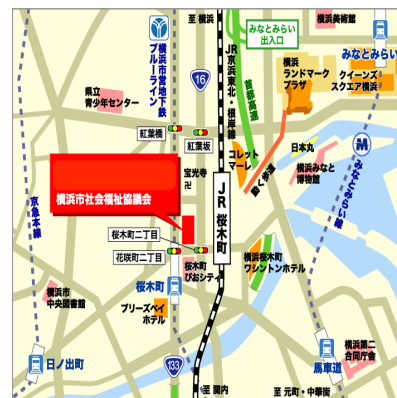 至 横浜
みなとみらい
出入口
横浜美術館
みなとみらい
横浜市営地下鉄
ブルーライン
16
JR京浜東北・根岸線
首都高速
横浜
ランドマーク
プラザ
クイーンズ
スクエア横浜
県立
青少年センター
紅葉橋
紅葉坂
コレット
マーレ
日本丸
動く歩道
横浜みなと
博物館
みなとみらい線
宝光寺
卍
横浜市社会福祉協議会
JR 桜木町
京急本線
桜木町二丁目
花咲町二丁目
桜木町
ぴおシティ
横浜桜木町
ワシントンホテル
桜木町
横浜市
中央図書館
ブリーズベイ
ホテル
日ノ出町
133
馬車道
横浜第二
合同庁舎
至 関内
至 元町・中華街